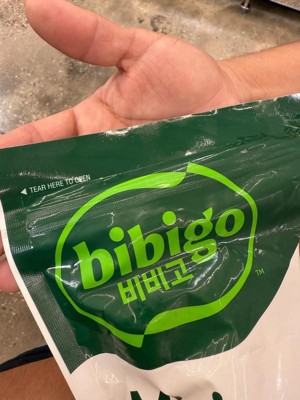 ◀ TEAR HERE TO OPEN
bibigo
비비고
TM